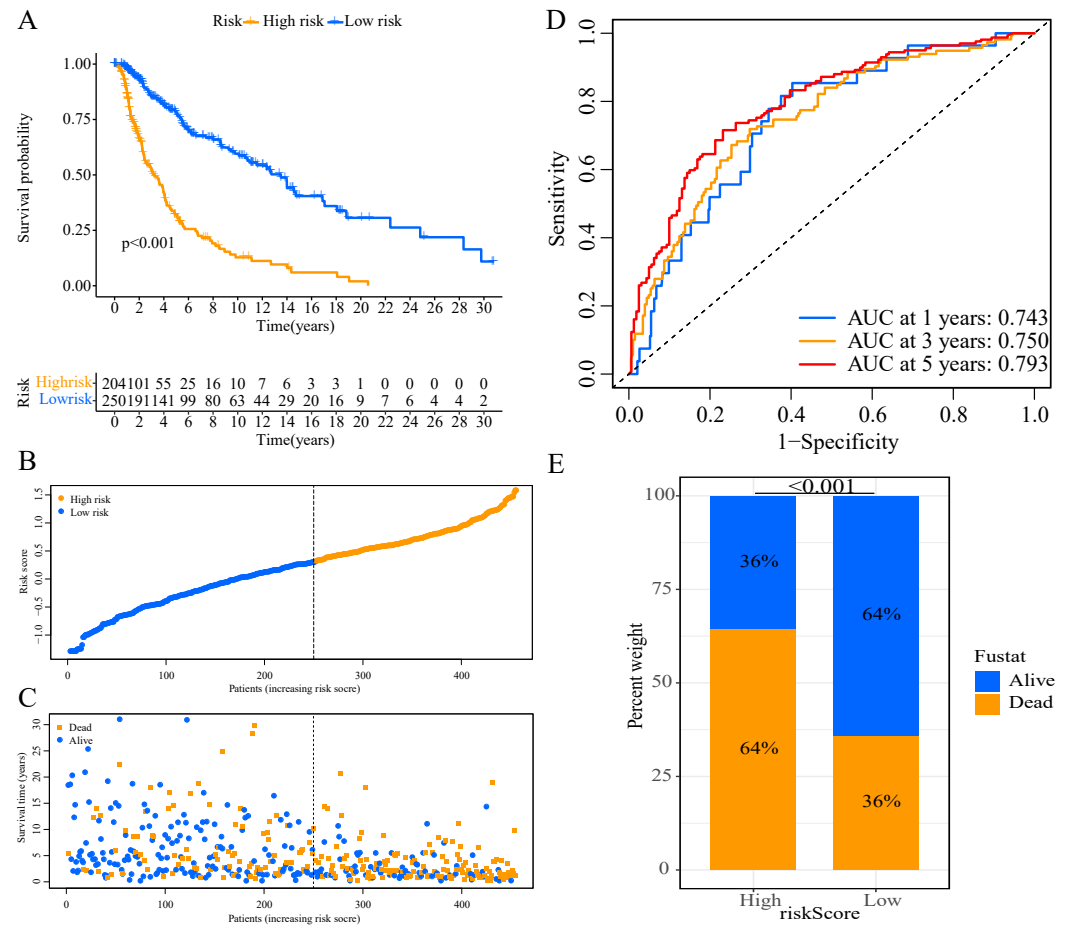 A
Risk High risk Low risk
Survival probability
1.00
0.75
0.50
0.25
0.00
p<0.001
0 2 4 6 8 10 12 14 16 18 20 22 24 26 28 30
Time(years)
Risk
Highrisk 204 101 55 25 16 10 7 6 3 3 1 0 0 0 0 0
Lowrisk 250 191 141 99 80 63 44 29 20 16 9 7 6 4 4 2
0 2 4 6 8 10 12 14 16 18 20 22 24 26 28 30
Time(years)
B
Risk score
1.5
1.0
0.5
0.0
−0.5
−1.0
High risk
Low risk
0 100 200 300 400
Patients (increasing risk socre)
C
Survival time (years)
30
25
20
15
10
5
0
Dead
Alive
0 100 200 300 400
Patients (increasing risk socre)
D
Sensitivity
1.0
0.8
0.6
0.4
0.2
0.0
AUC at 1 years: 0.743
AUC at 3 years: 0.750
AUC at 5 years: 0.793
0.0 0.2 0.4 0.6 0.8 1.0
1−Specificity
E
Percent weight
100
75
50
25
0
<0.001
36%
64%
64%
36%
High Low
riskScore
Fustat
Alive
Dead